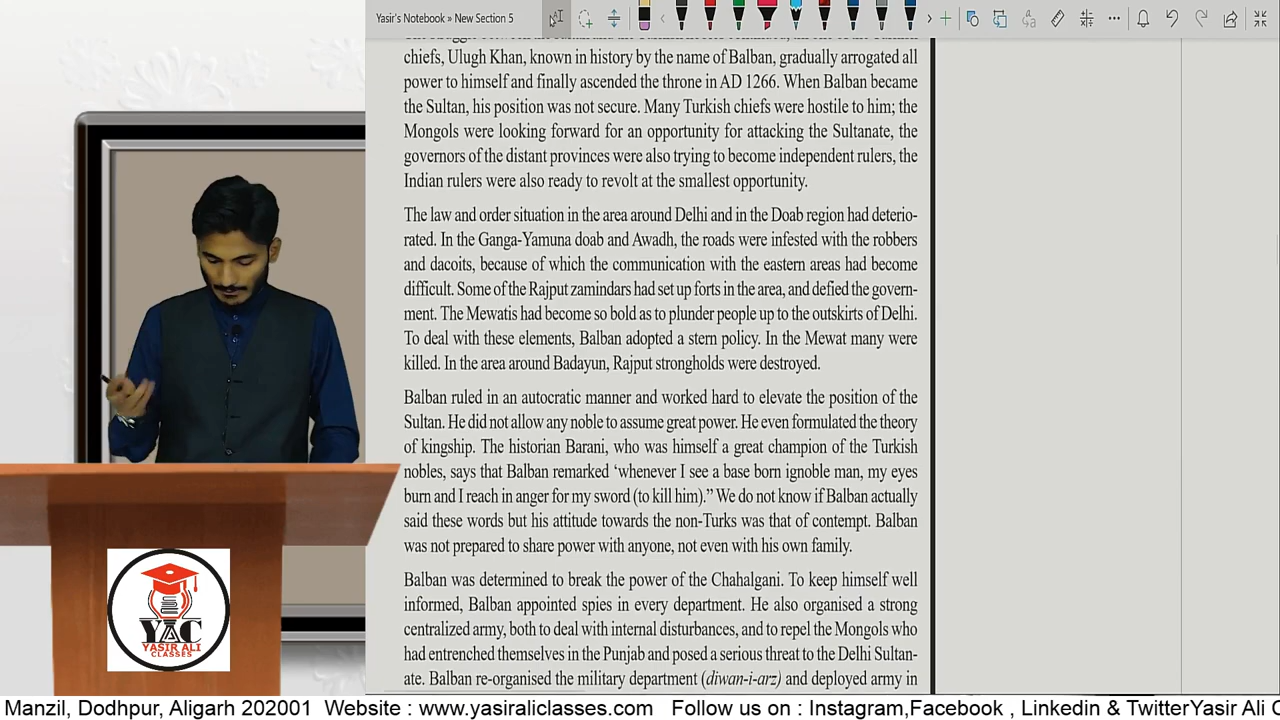 Yasir's Notebook » New Section 5
chiefs, Ulugh Khan, known in history by the name of Balban, gradually arrogated all
power to himself and finally ascended the throne in AD 1266. When Balban became
the Sultan, his position was not secure. Many Turkish chiefs were hostile to him; the
Mongols were looking forward for an opportunity for attacking the Sultanate, the
governors of the distant provinces were also trying to become independent rulers, the
Indian rulers were also ready to revolt at the smallest opportunity.
The law and order situation in the area around Delhi and in the Doab region had deterio-
rated. In the Ganga-Yamuna doab and Awadh, the roads were infested with the robbers
and dacoits, because of which the communication with the eastern areas had become
difficult. Some of the Rajput zamindars had set up forts in the area, and defied the govern-
ment. The Mewatis had become so bold as to plunder people up to the outskirts of Delhi.
To deal with these elements, Balban adopted a stern policy. In the Mewat many were
killed. In the area around Badayun, Rajput strongholds were destroyed.
Balban ruled in an autocratic manner and worked hard to elevate the position of the
Sultan. He did not allow any noble to assume great power. He even formulated the theory
of kingship. The historian Barani, who was himself a great champion of the Turkish
nobles, says that Balban remarked ‘whenever I see a base born ignoble man, my eyes
burn and I reach in anger for my sword (to kill him).” We do not know if Balban actually
said these words but his attitude towards the non-Turks was that of contempt. Balban
was not prepared to share power with anyone, not even with his own family.
Balban was determined to break the power of the Chahalgani. To keep himself well
informed, Balban appointed spies in every department. He also organised a strong
centralized army, both to deal with internal disturbances, and to repel the Mongols who
had entrenched themselves in the Punjab and posed a serious threat to the Delhi Sultan-
ate. Balban re-organised the military department (diwan-i-arz) and deployed army in
YAC
YASIR ALI
CLASSES
Manzil, Dodhpur, Aligarh 202001 Website : www.yasiraliclasses.com Follow us on : Instagram,Facebook , Linkedin & TwitterYasir Ali C